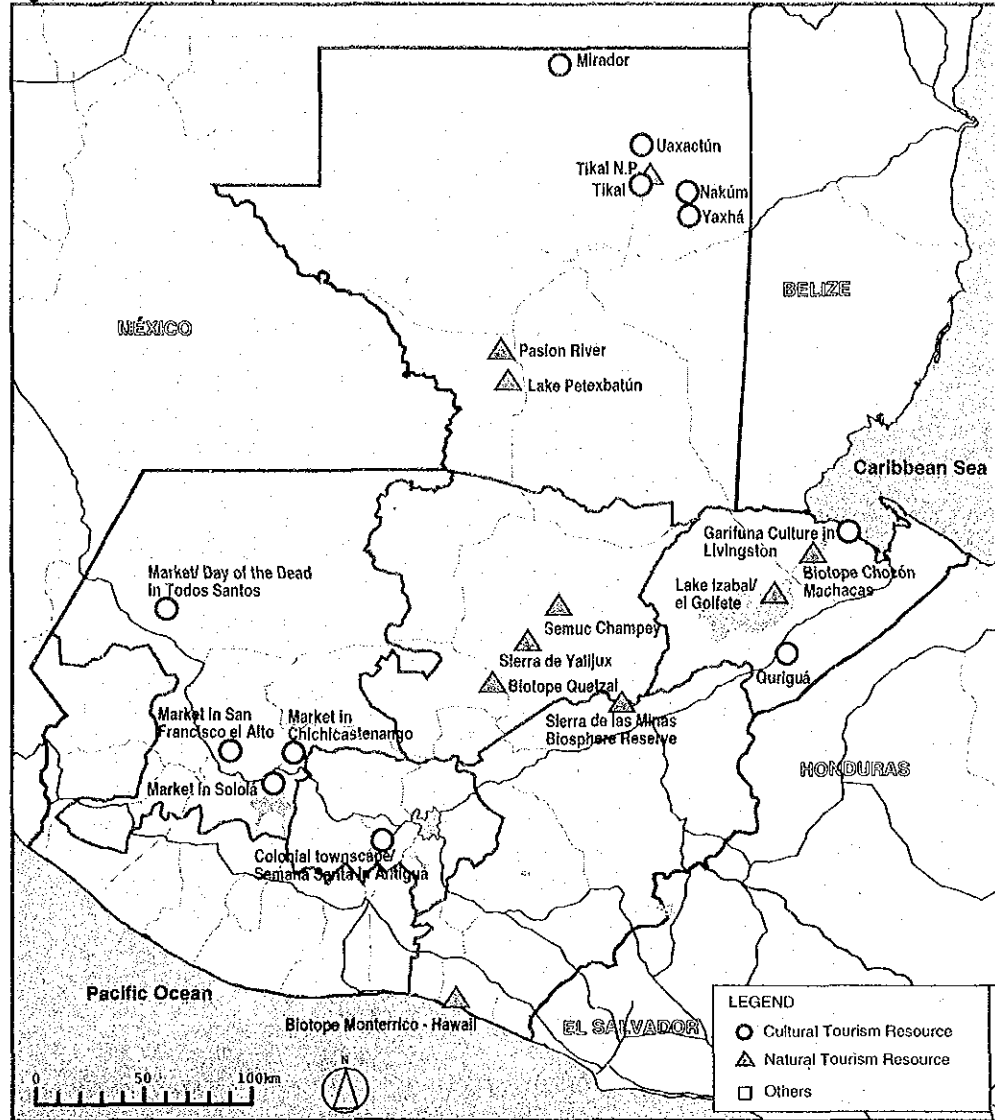 Mirador
Uaxactún
Tikal N.P.
Tikal
Nakúm
Yaxhá
BELIZE
MÉXICO
Pasion River
Lake Petexbatún
Caribbean Sea
Garifuna Culture in
Livingston
Biotope Chocón
Machacas
Lake Izabal/
el Golfete
Market/ Day of the Dead
in Todos Santos
Semuc Champey
Sierra de Yalijux
Biotope Quetzal
Quriguá
Sierra de las Minas
Biosphere Reserve
Market in San
Francisco el Alto
Market in
Chichicastenango
HONDURAS
Market in Sololá
Colonial townscape/
Semana Santa in Antigua
Pacific Ocean
Biotope Monterrico - Hawaii
EL SALVADOR
LEGEND
Cultural Tourism Resource
Natural Tourism Resource
Others
0 50 100km
N